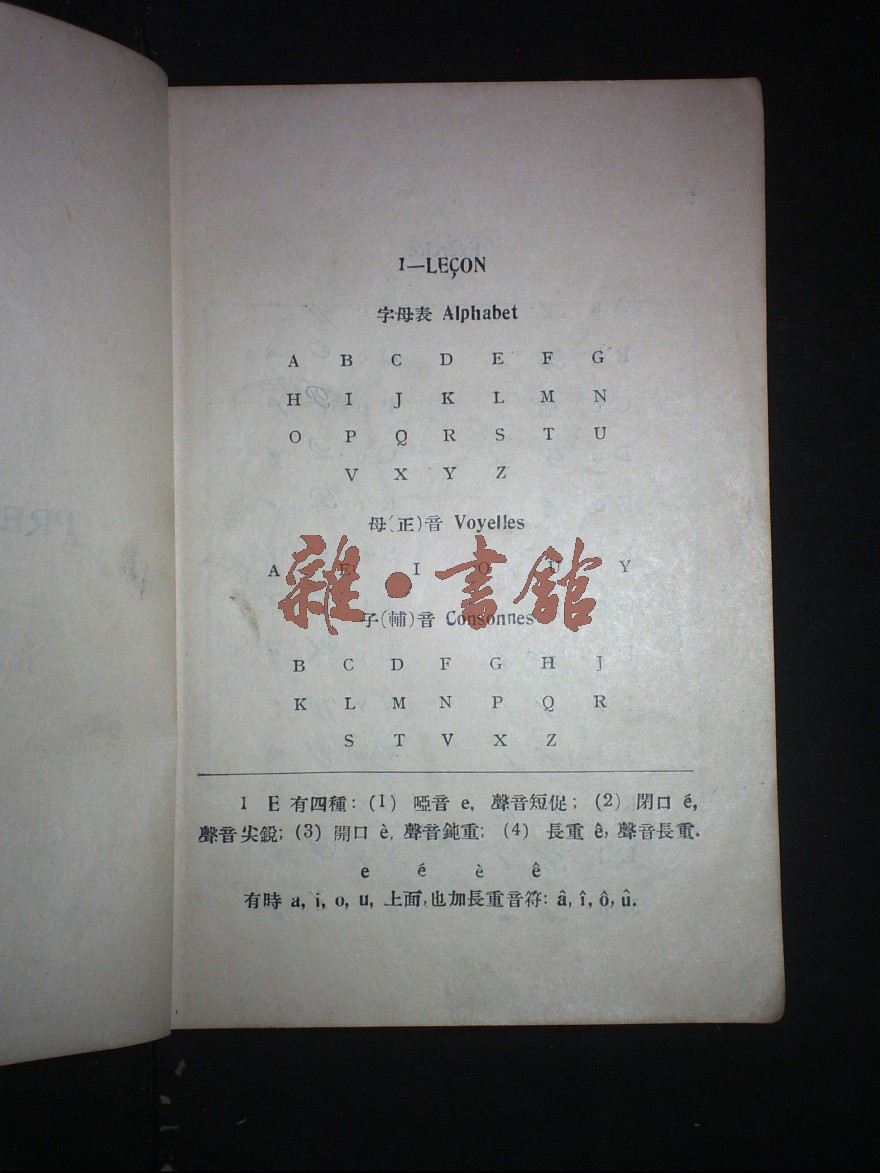 I—LEÇON
字母表 Alphabet
A B C D E F G
H I J K L M N
O P Q R S T U
V X Y Z
母(正)音 Voyelles
A E I O U Y
雜·書館
子(輔)音 Consonnes
B C D F G H J
K L M N P Q R
S T V X Z
1 E 有四種: (1) 啞音 e, 聲音短促; (2) 閉口 é,
聲音尖銳; (3) 開口 è, 聲音鈍重; (4) 長重 ê, 聲音長重.
e é è ê
有時 a, i, o, u, 上面, 也加長重音符: â, î, ô, û.
PRE